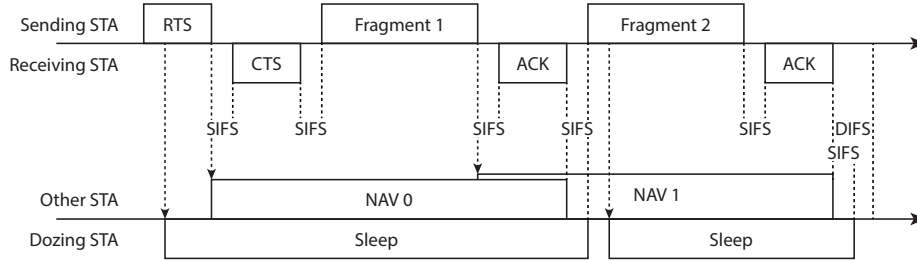 Sending STA RTS Fragment 1 Fragment 2
Receiving STA CTS ACK ACK
SIFS SIFS SIFS SIFS SIFS DIFS
SIFS
Other STA NAV 0 NAV 1
Dozing STA Sleep Sleep